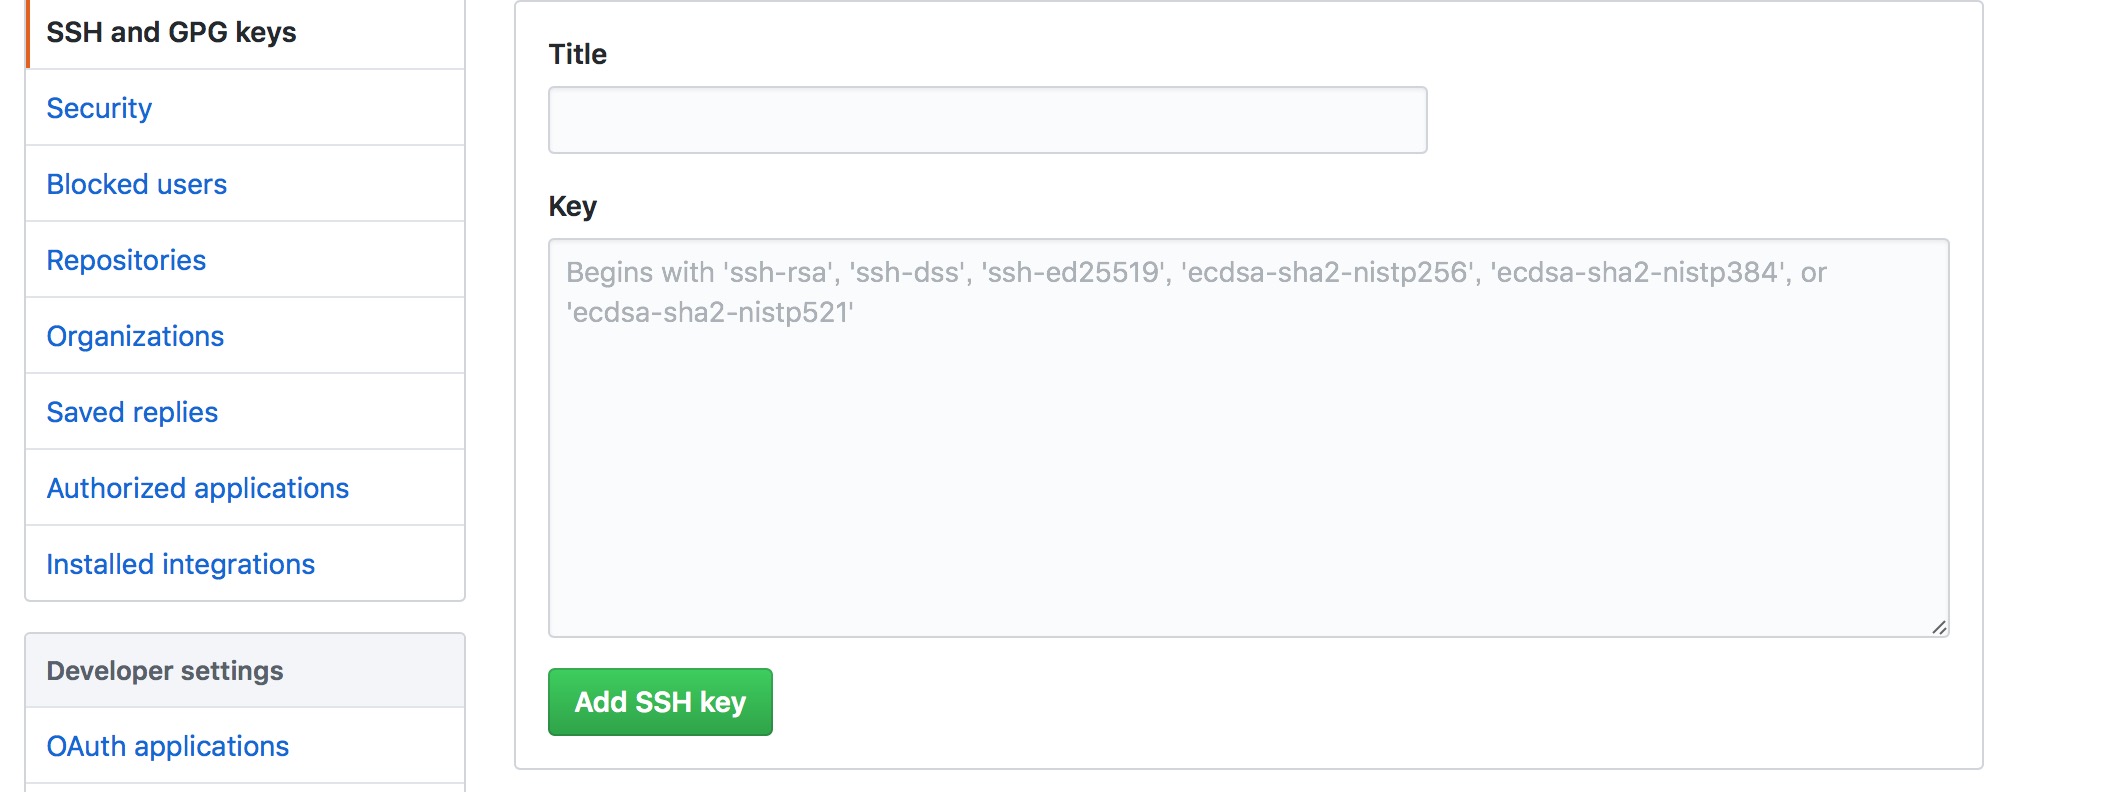 SSH and GPG keys
Security
Blocked users
Repositories
Organizations
Saved replies
Authorized applications
Installed integrations
Developer settings
OAuth applications
Title
Key
Begins with 'ssh-rsa', 'ssh-dss', 'ssh-ed25519', 'ecdsa-sha2-nistp256', 'ecdsa-sha2-nistp384', or
'ecdsa-sha2-nistp521'
Add SSH key